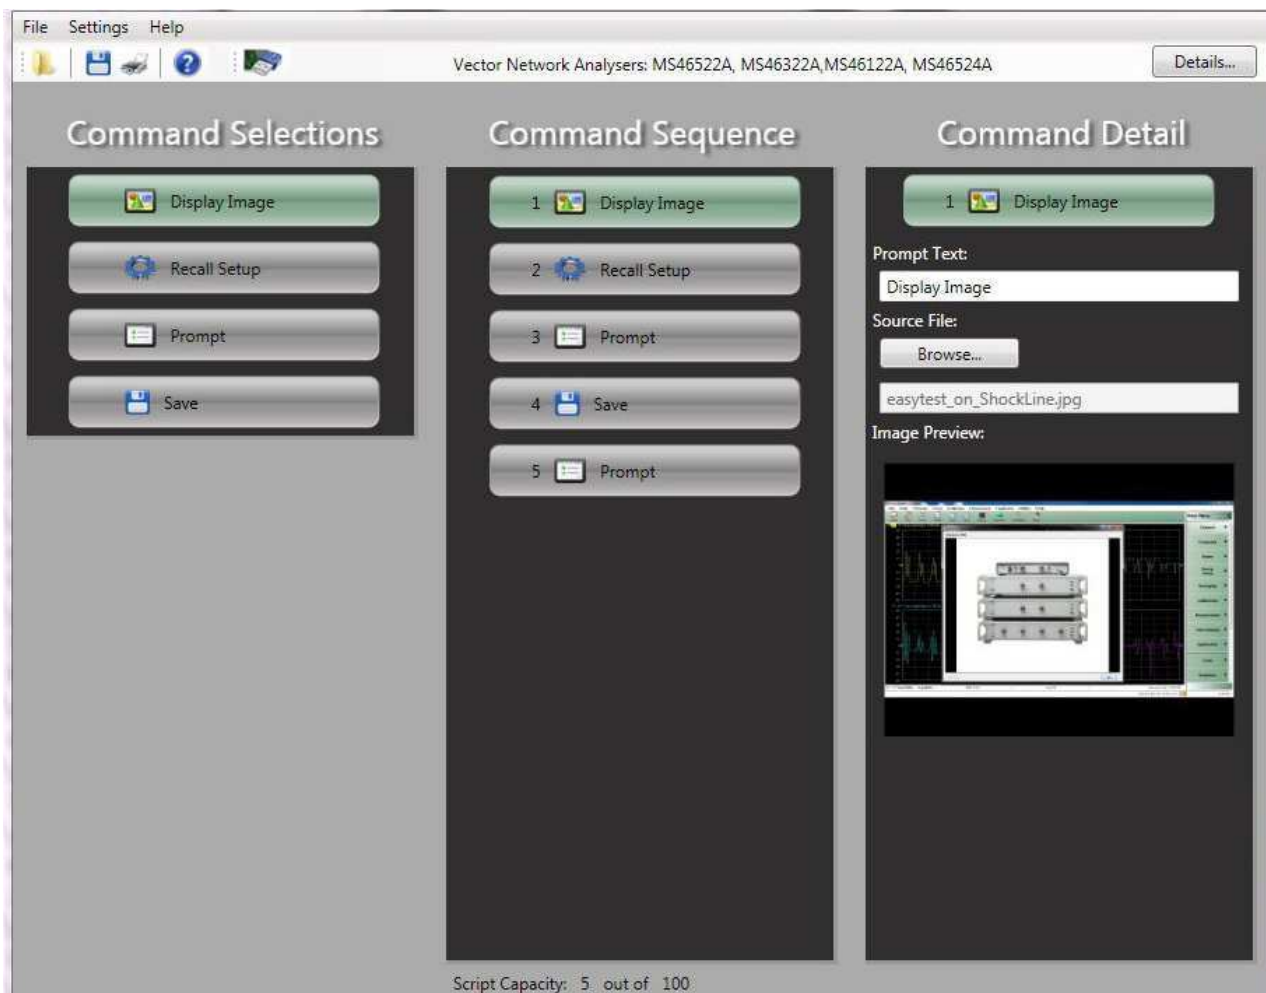 File Settings Help
Vector Network Analysers: MS46522A, MS46322A,MS46122A, MS46524A
Details...
Command Selections
Display Image
Recall Setup
Prompt
Save
Command Sequence
1 Display Image
2 Recall Setup
3 Prompt
4 Save
5 Prompt
Script Capacity: 5 out of 100
Command Detail
1 Display Image
Prompt Text:
Display Image
Source File:
Browse...
easytest_on_ShockLine.jpg
Image Preview: